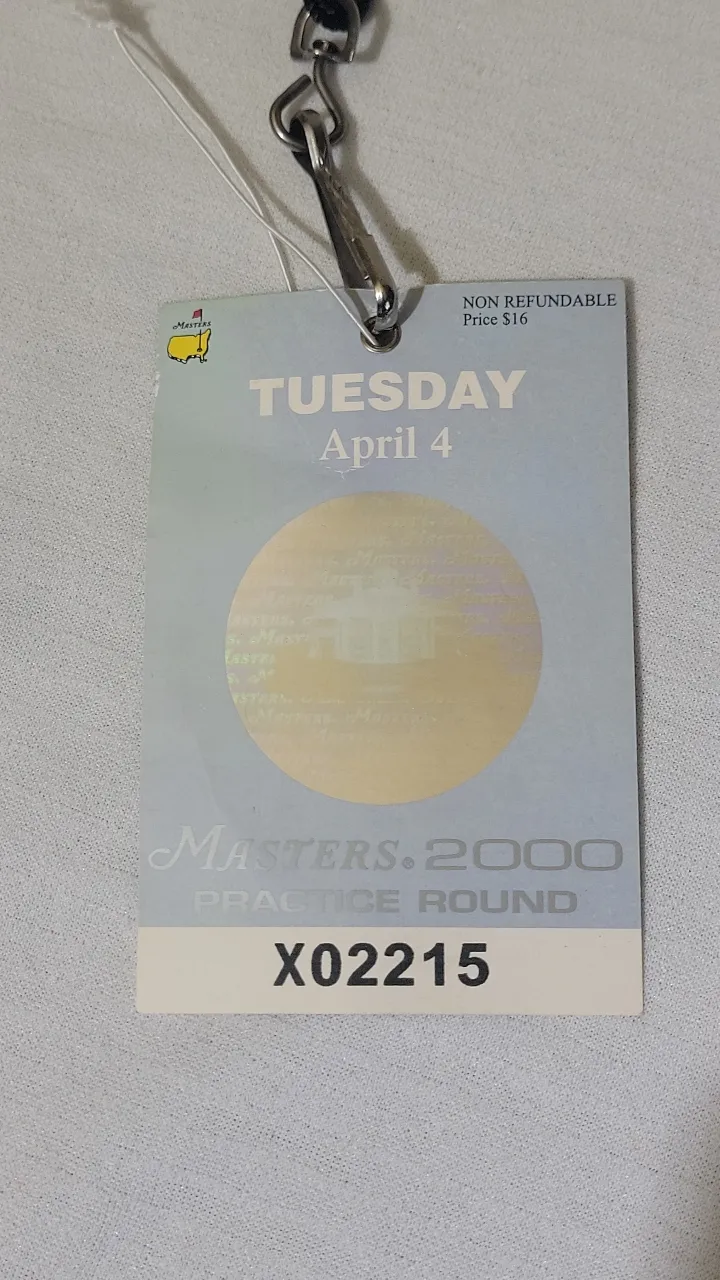 MASTERS
NON REFUNDABLE
Price $16
TUESDAY
April 4
MASTERS. 2000
PRACTICE ROUND
X02215